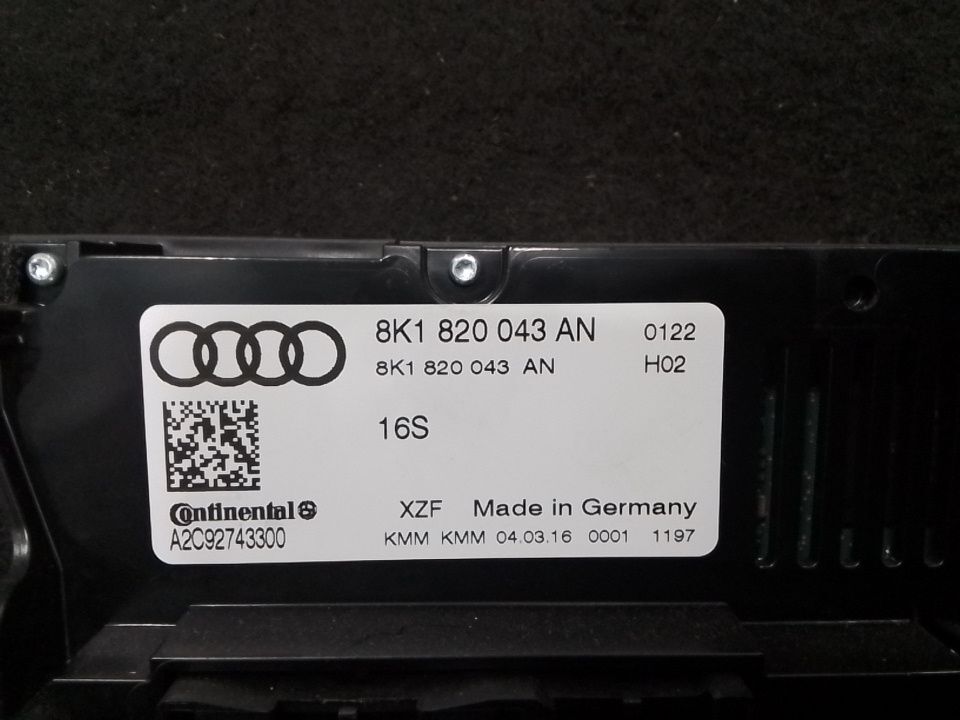 8K1 820 043 AN 0122
8K1 820 043 AN H02
16S
Continental
XZF Made in Germany
A2C92743300
KMM KMM 04.03.16 0001 1197